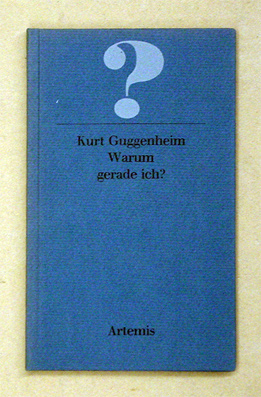 ?
Kurt Guggenheim
Warum
gerade ich?
Artemis